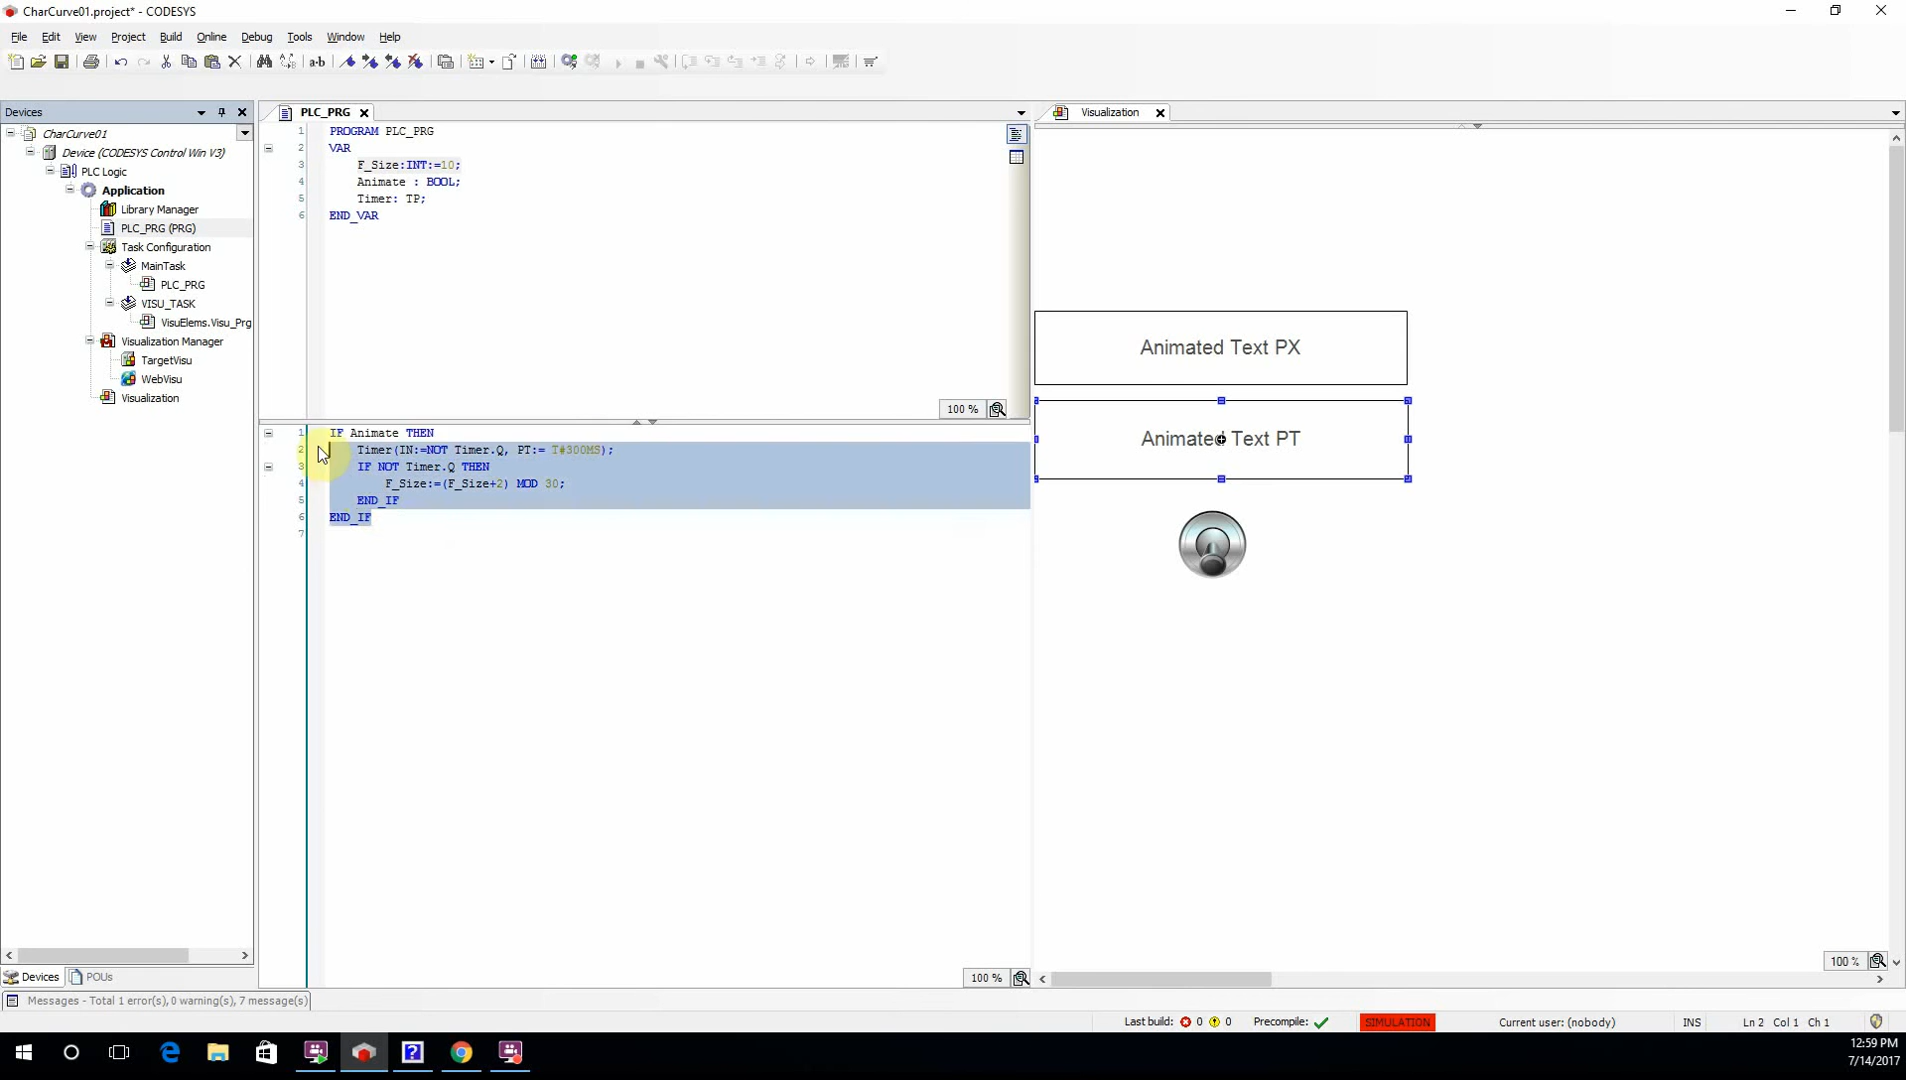 CharCurve01.project* - CODESYS
File Edit View Project Build Online Debug Tools Window Help
Devices
CharCurve01
Device (CODESYS Control Win V3)
PLC Logic
Application
Library Manager
PLC_PRG (PRG)
Task Configuration
MainTask
PLC_PRG
VISU_TASK
VisuElems.Visu_Prg
Visualization Manager
TargetVisu
WebVisu
Visualization
Devices POUs
PLC_PRG
1 PROGRAM PLC_PRG
2 VAR
3 F_Size:INT:=10;
4 Animate : BOOL;
5 Timer: TP;
6 END_VAR
100 %
1 IF Animate THEN
2 Timer(IN:=NOT Timer.Q, PT:= T#300MS);
3 IF NOT Timer.Q THEN
4 F_Size:=(F_Size+2) MOD 30;
5 END_IF
6 END_IF
7
100 %
Visualization
Animated Text PX
Animated Text PT
100 %
Messages - Total 1 error(s), 0 warning(s), 7 message(s)
Last build: 0 0 Precompile: SIMULATION Current user: (nobody) INS Ln 2 Col 1 Ch 1
12:59 PM
7/14/2017